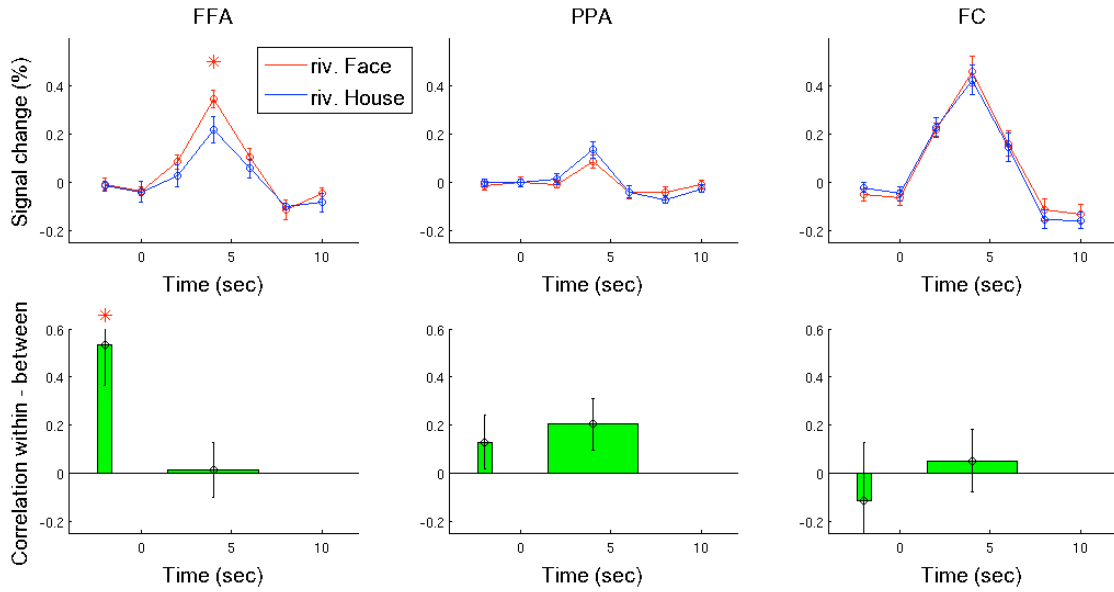 FFA
PPA
FC
Signal change (%)
0.4
0.2
0
-0.2
*
riv. Face
riv. House
0 5 10
Time (sec)
0.4
0.2
0
-0.2
0 5 10
Time (sec)
0.4
0.2
0
-0.2
0 5 10
Time (sec)
Correlation within - between
*
0.6
0.4
0.2
0
-0.2
0 5 10
Time (sec)
0.6
0.4
0.2
0
-0.2
0 5 10
Time (sec)
0.6
0.4
0.2
0
-0.2
0 5 10
Time (sec)